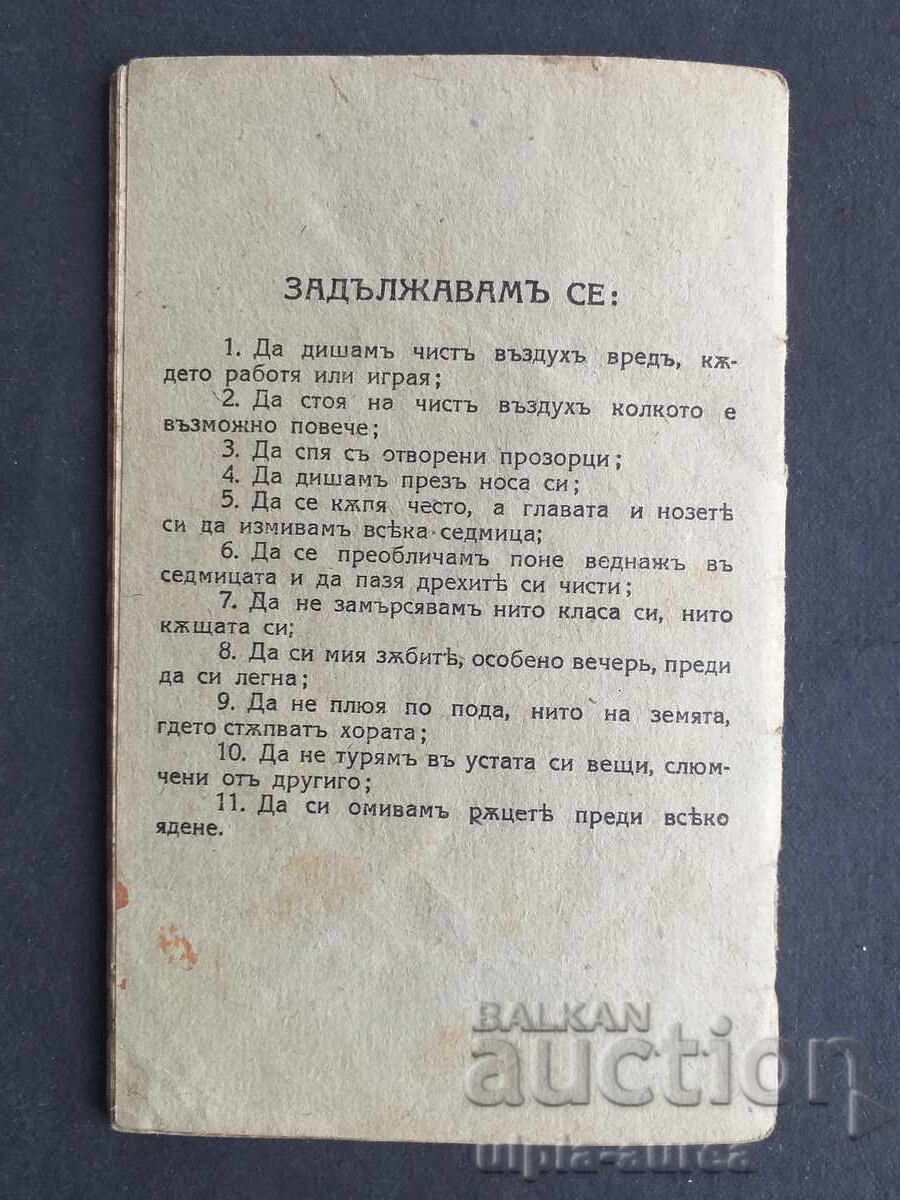 ЗАДЪЛЖАВАМЪ СЕ:
1. Да дишамъ чистъ въздухъ вредъ, кѫ-
дето работя или играя;
2. Да стоя на чистъ въздухъ колкото е
възможно повече;
3. Да спя съ отворени прозорци;
4. Да дишамъ презъ носа си;
5. Да се кѫпя често, а главата и нозетѣ
си да измивамъ всѣка седмица;
6. Да се преобличамъ поне веднажъ въ
седмицата и да пазя дрехитѣ си чисти;
7. Да не замърсявамъ нито класа си, нито
кѫщата си;
8. Да си мия зѫбитѣ, особено вечерь, преди
да си легна;
9. Да не плюя по пода, нито на земята,
гдето стѫпватъ хората;
10. Да не турямъ въ устата си вещи, слюм-
чени отъ другиго;
11. Да си омивамъ рѫцетѣ преди всѣко
ядене.
BALKAN
auction
ulpia-aurea